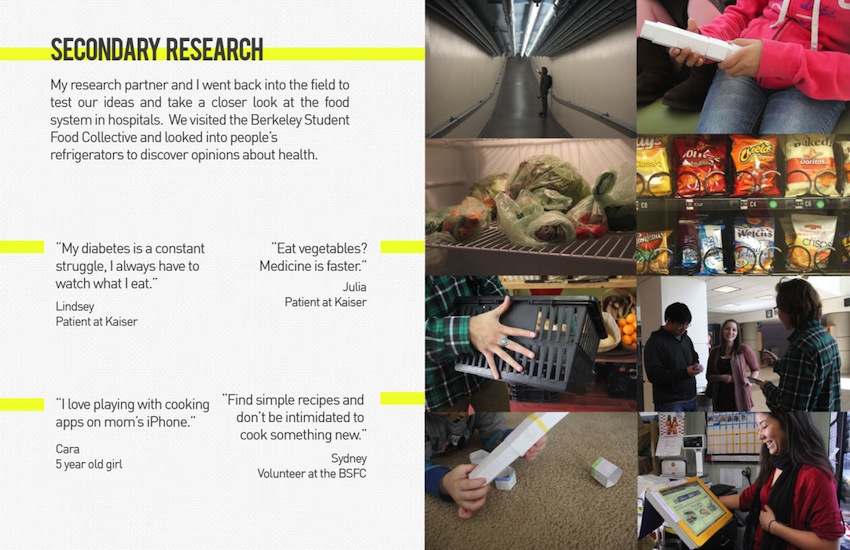 SECONDARY RESEARCH
My research partner and I went back into the field to
test our ideas and take a closer look at the food
system in hospitals. We visited the Berkeley Student
Food Collective and looked into people's
refrigerators to discover opinions about health.
"My diabetes is a constant
struggle, I always have to
watch what I eat."
Lindsey
Patient at Kaiser
"Eat vegetables?
Medicine is faster."
Julia
Patient at Kaiser
"I love playing with cooking
apps on mom's iPhone."
Cara
5 year old girl
"Find simple recipes and
don't be intimidated to
cook something new."
Sydney
Volunteer at the BSFC
Cheetos
Baked!
Doritos
C4
Welch's
crisps